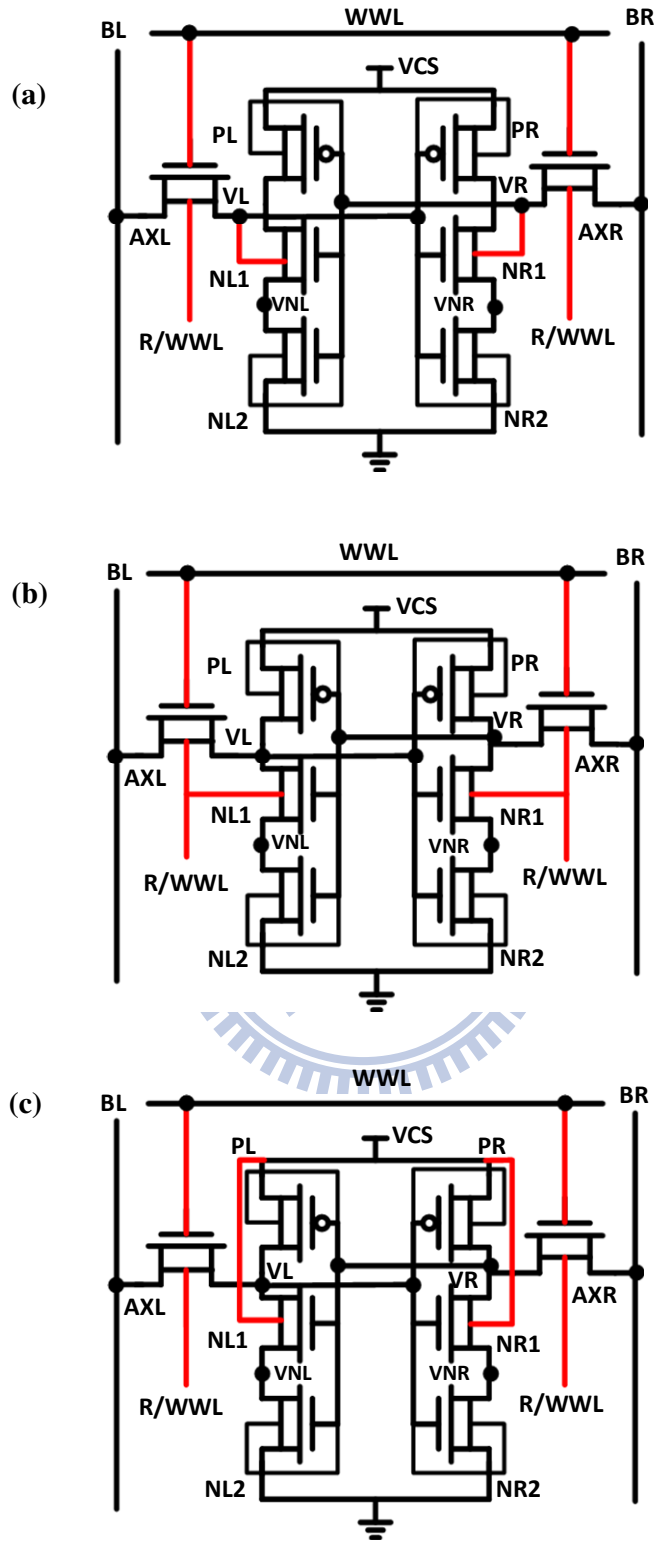 (a)
BL WWL BR
VCS
PL PR
VL VR
AXL AXR
NL1 NR1
VNL VNR
R/WWL R/WWL
NL2 NR2
(b)
BL WWL BR
VCS
PL PR
VL VR
AXL AXR
NL1 NR1
VNL VNR
R/WWL R/WWL
NL2 NR2
(c)
BL WWL BR
PL VCS PR
VL VR
AXL AXR
NL1 NR1
VNL VNR
R/WWL R/WWL
NL2 NR2